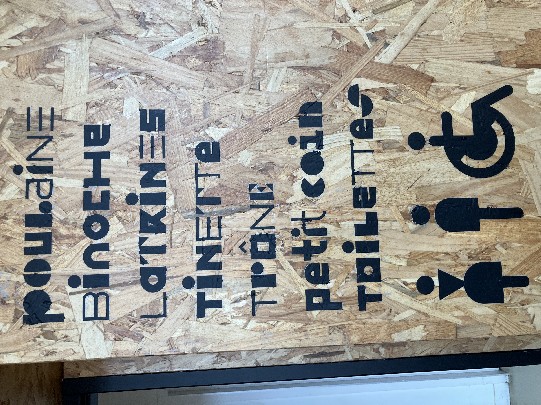 pouLaiNE
BinocHe
LaTRINES
TINETTe
TRôNE
petit coin
TOILETTes